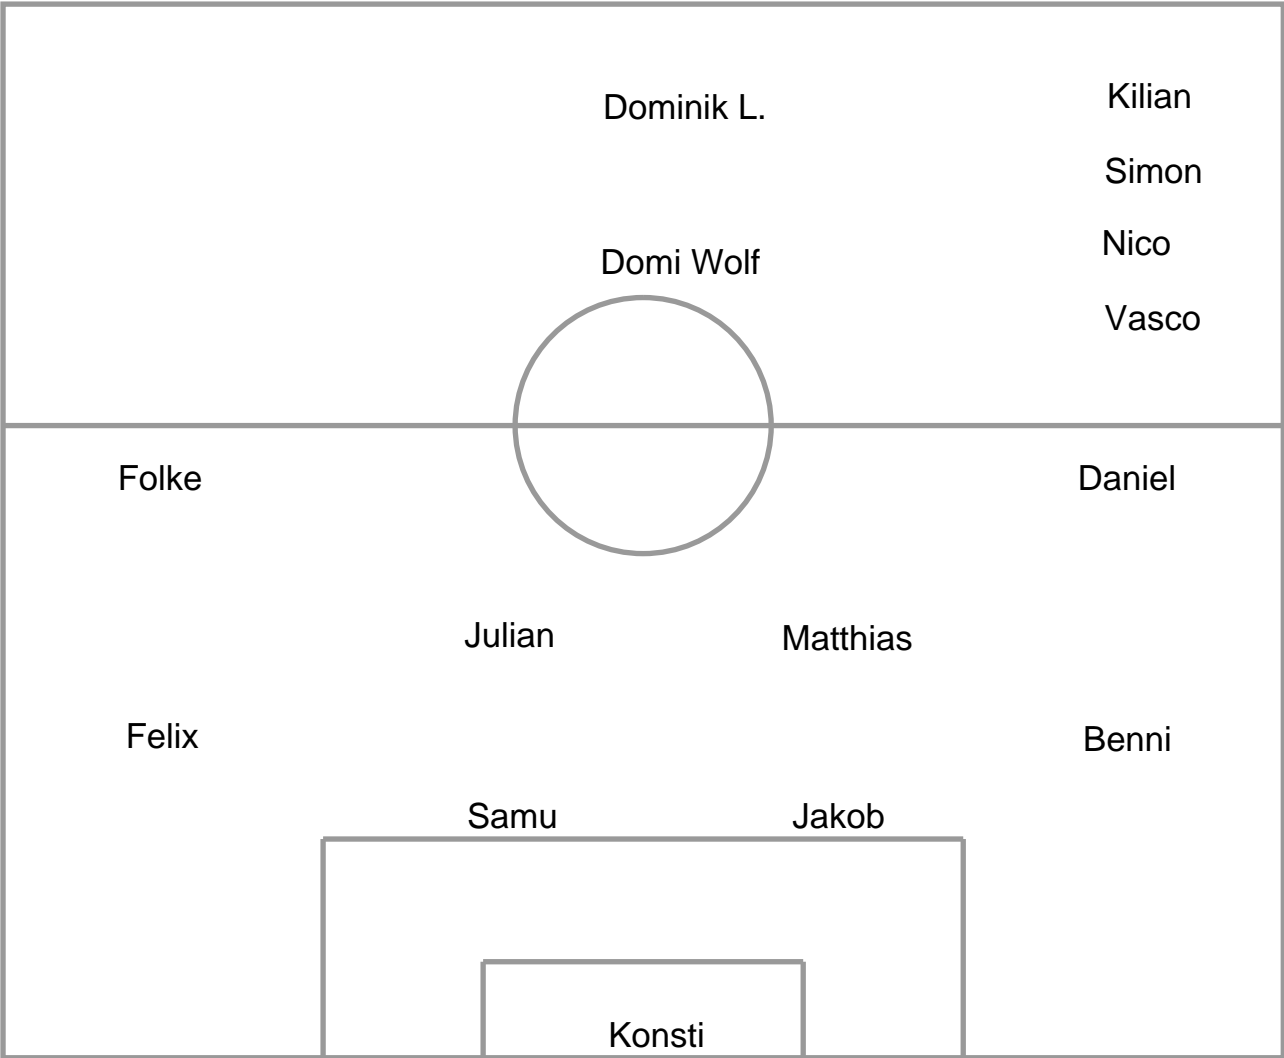 Dominik L.
Kilian
Simon
Nico
Domi Wolf
Vasco
Folke
Daniel
Julian
Matthias
Felix
Benni
Samu
Jakob
Konsti